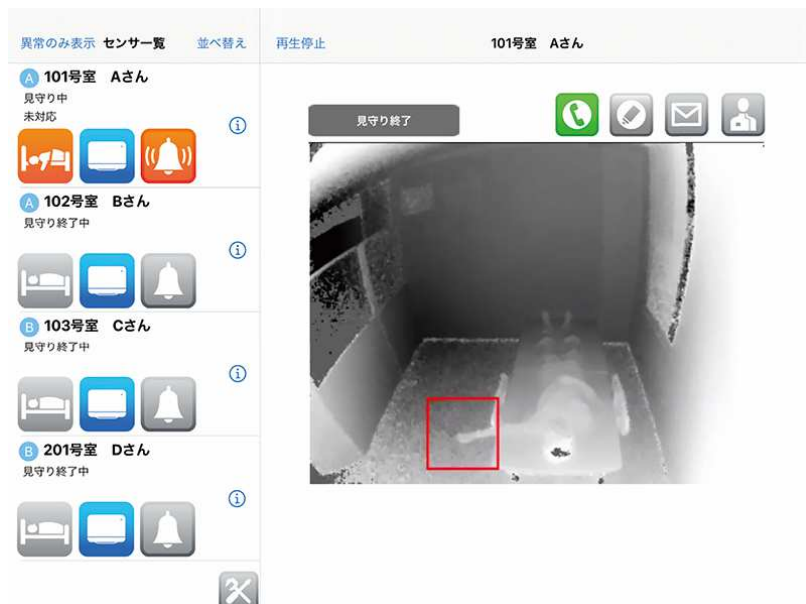 異常のみ表示 センサ一覧 並べ替え
再生停止 101号室 Aさん
A 101号室 Aさん
見守り中
未対応
A 102号室 Bさん
見守り終了中
B 103号室 Cさん
見守り終了中
B 201号室 Dさん
見守り終了中
見守り終了